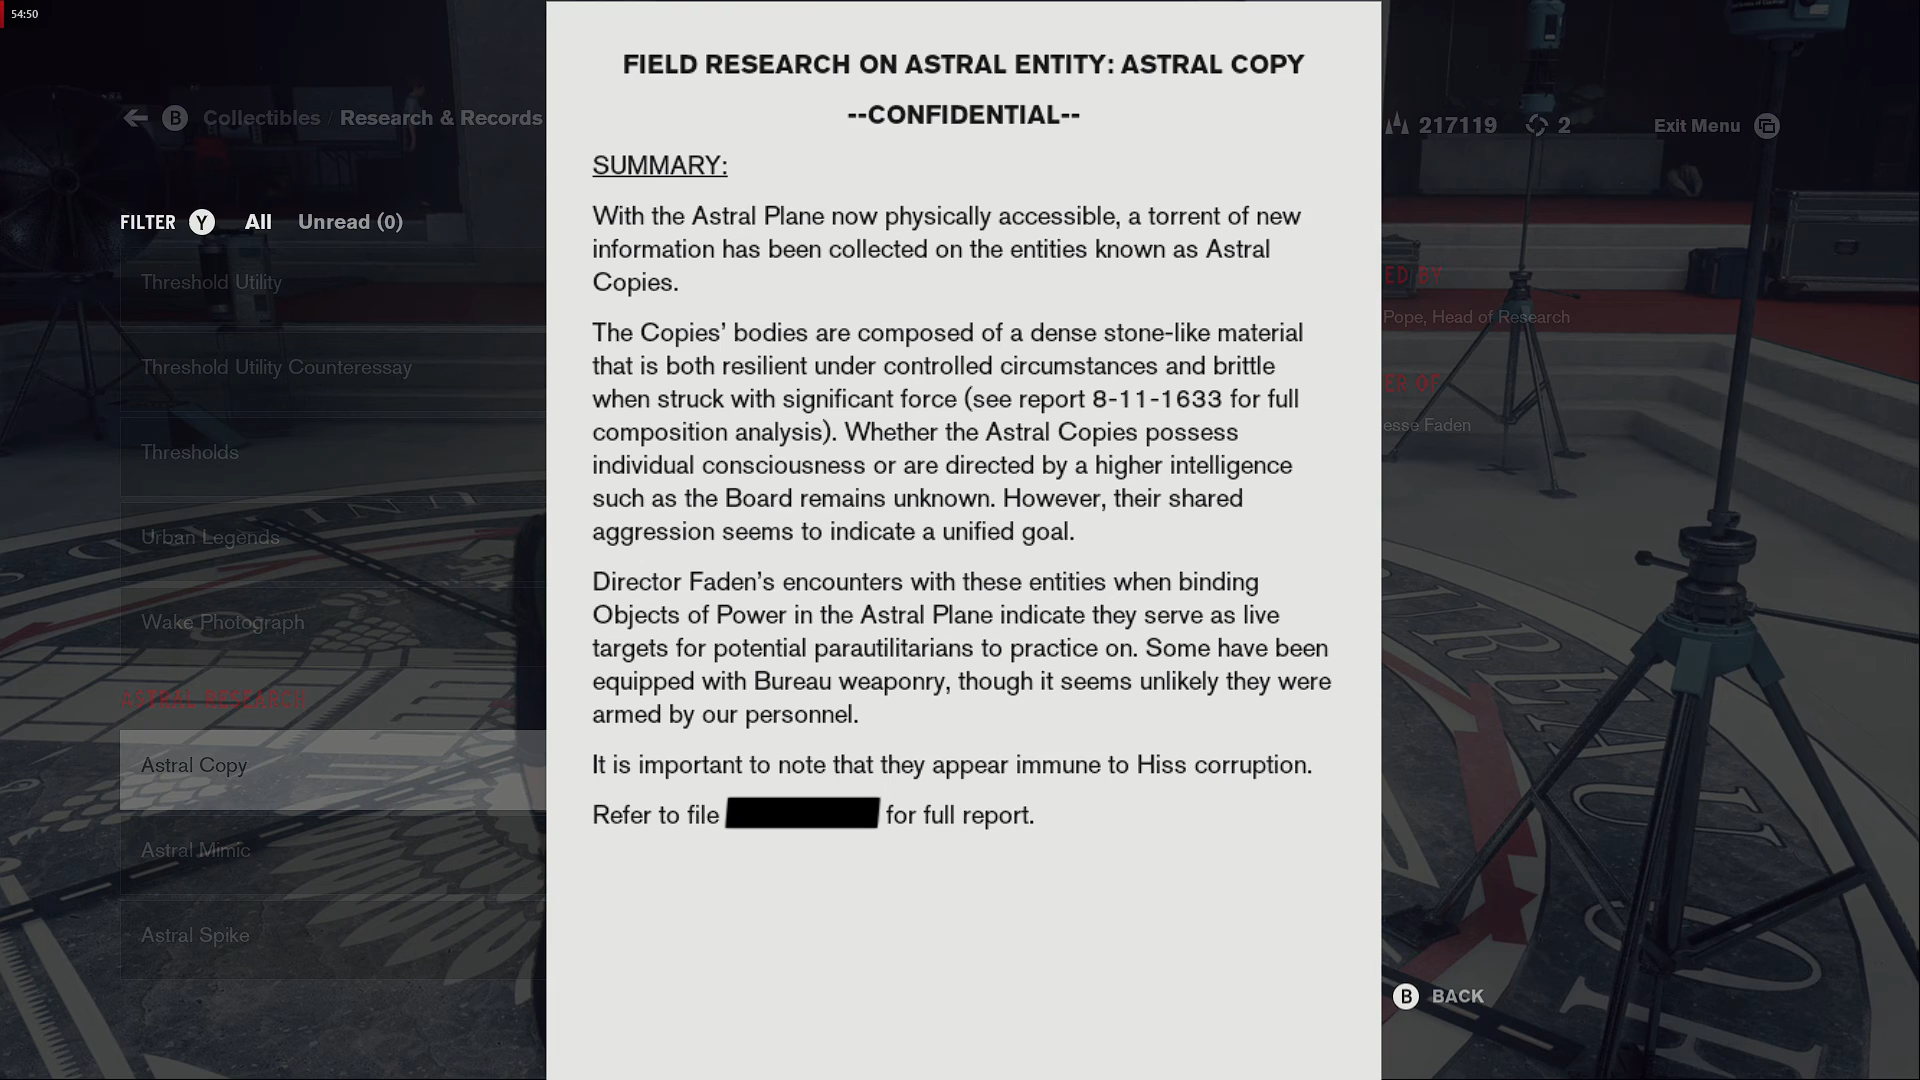 54:50
B Collectibles / Research & Records
217119 2 Exit Menu
FILTER Y All Unread (0)
Threshold Utility
Threshold Utility Counteressay
Thresholds
Urban Legends
Wake Photograph
ASTRAL RESEARCH
Astral Copy
Astral Mimic
Astral Spike
FIELD RESEARCH ON ASTRAL ENTITY: ASTRAL COPY
--CONFIDENTIAL--
SUMMARY:
With the Astral Plane now physically accessible, a torrent of new
information has been collected on the entities known as Astral
Copies.
The Copies’ bodies are composed of a dense stone-like material
that is both resilient under controlled circumstances and brittle
when struck with significant force (see report 8-11-1633 for full
composition analysis). Whether the Astral Copies possess
individual consciousness or are directed by a higher intelligence
such as the Board remains unknown. However, their shared
aggression seems to indicate a unified goal.
Director Faden’s encounters with these entities when binding
Objects of Power in the Astral Plane indicate they serve as live
targets for potential parautilitarians to practice on. Some have been
equipped with Bureau weaponry, though it seems unlikely they were
armed by our personnel.
It is important to note that they appear immune to Hiss corruption.
Refer to file for full report.
ED BY
Pope, Head of Research
ER OF
esse Faden
B BACK